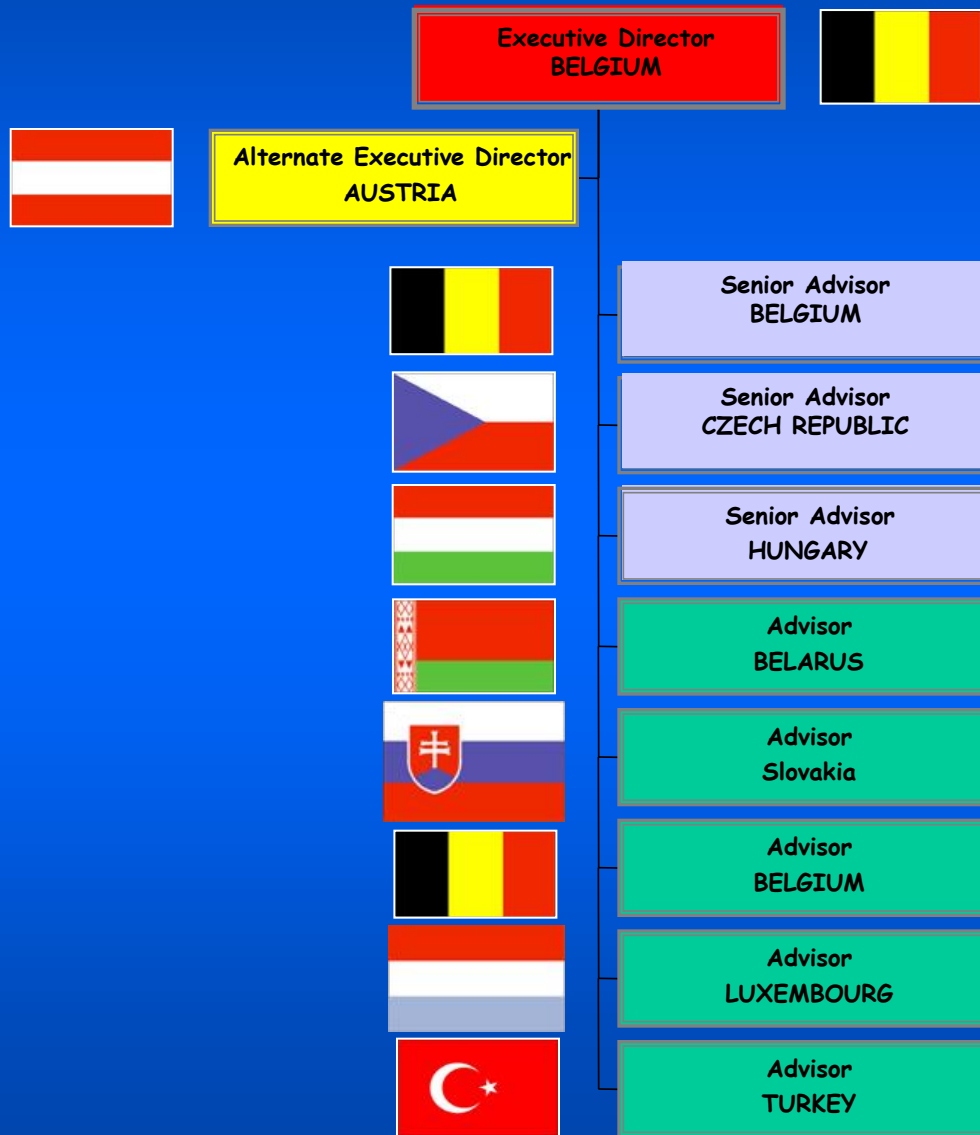 Executive Director
BELGIUM
Alternate Executive Director
AUSTRIA
Senior Advisor
BELGIUM
Senior Advisor
CZECH REPUBLIC
Senior Advisor
HUNGARY
Advisor
BELARUS
Advisor
Slovakia
Advisor
BELGIUM
Advisor
LUXEMBOURG
Advisor
TURKEY